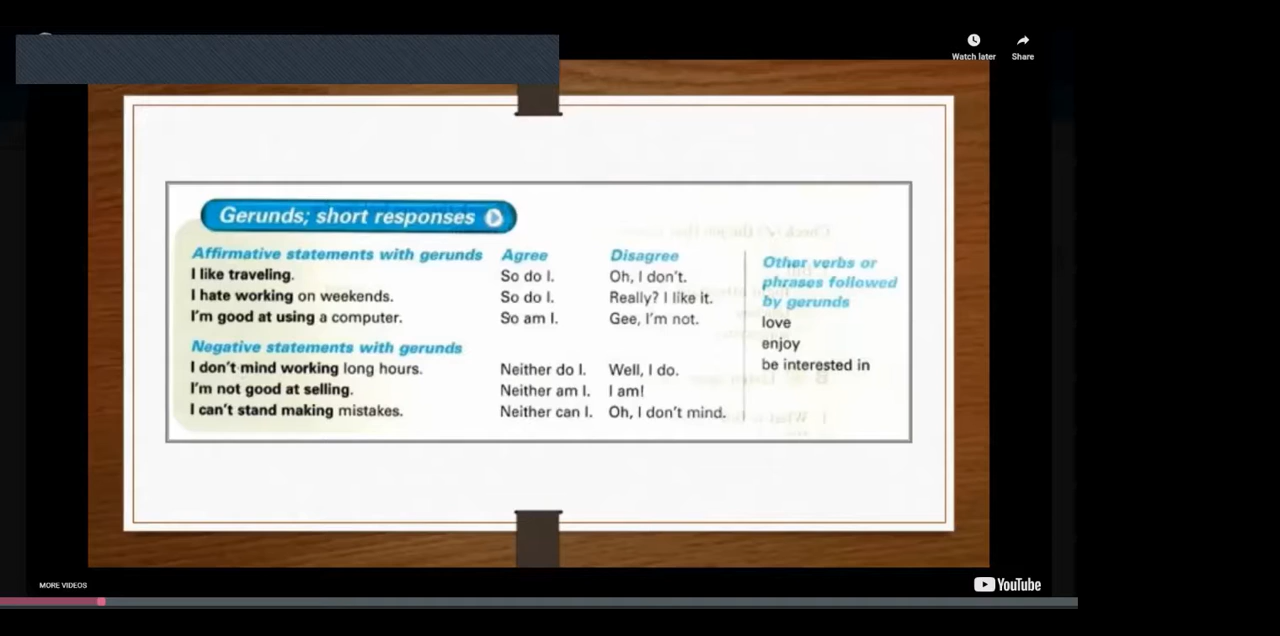 Watch later
Share
Gerunds; short responses
Affirmative statements with gerunds Agree Disagree
I like traveling. So do I. Oh, I don't.
I hate working on weekends. So do I. Really? I like it.
I'm good at using a computer. So am I. Gee, I'm not.
Negative statements with gerunds
I don't mind working long hours. Neither do I. Well, I do.
I'm not good at selling. Neither am I. I am!
I can't stand making mistakes. Neither can I. Oh, I don't mind.
Other verbs or
phrases followed
by gerunds
love
enjoy
be interested in
MORE VIDEOS
YouTube